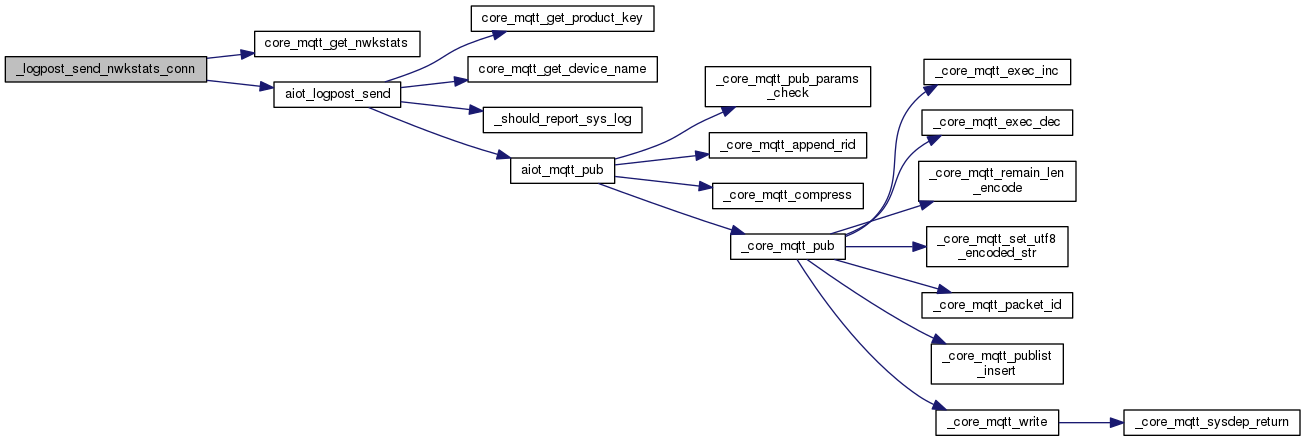 _logpost_send_nwkstats_conn
core_mqtt_get_nwkstats
aiot_logpost_send
core_mqtt_get_product_key
core_mqtt_get_device_name
_should_report_sys_log
aiot_mqtt_pub
_core_mqtt_pub_params
_check
_core_mqtt_append_rid
_core_mqtt_compress
_core_mqtt_pub
_core_mqtt_exec_inc
_core_mqtt_exec_dec
_core_mqtt_remain_len
_encode
_core_mqtt_set_utf8
_encoded_str
_core_mqtt_packet_id
_core_mqtt_publist
_insert
_core_mqtt_write
_core_mqtt_sysdep_return